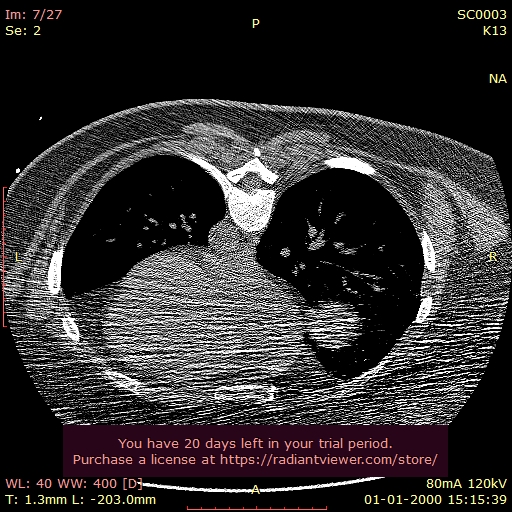 Im: 7/27
Se: 2
P
SC0003
K13
NA
L
R
You have 20 days left in your trial period.
Purchase a license at https://radiantviewer.com/store/
WL: 40 WW: 400 [D]
T: 1.3mm L: -203.0mm
A
80mA 120kV
01-01-2000 15:15:39